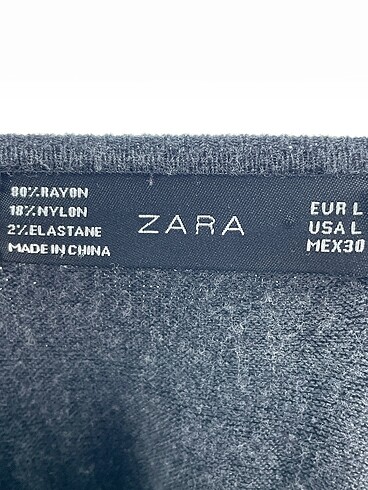 80%RAYON
18%NYLON
2%ELASTANE
MADE IN CHINA
ZARA
EUR L
USA L
MEX30